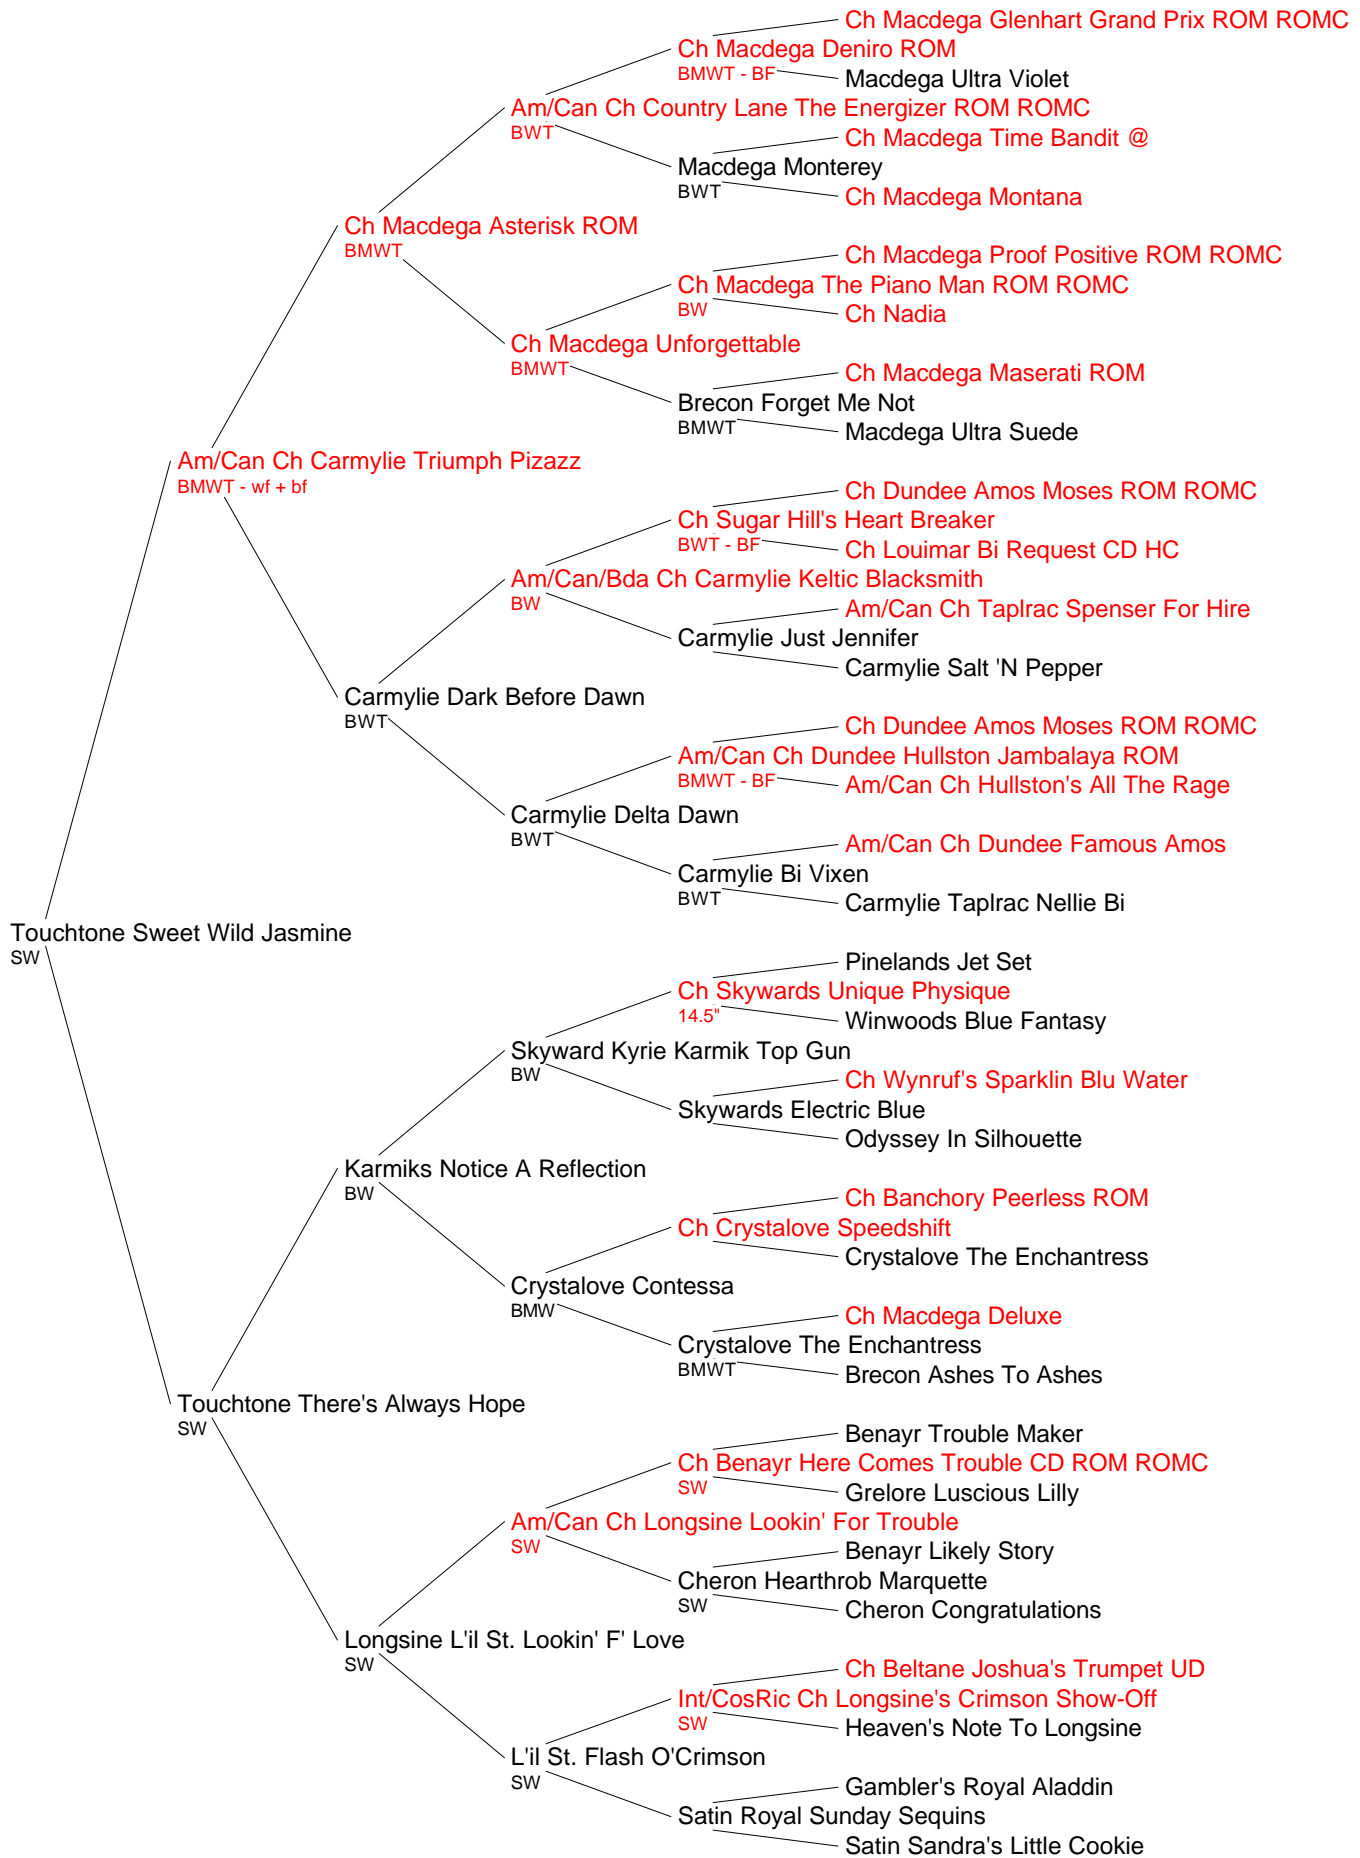 Ch Macdega Glenhart Grand Prix ROM ROMC
Ch Macdega Deniro ROM
BMWT - BF
Macdega Ultra Violet
Am/Can Ch Country Lane The Energizer ROM ROMC
BWT
Ch Macdega Time Bandit @
Macdega Monterey
BWT
Ch Macdega Montana
Ch Macdega Asterisk ROM
BMWT
Ch Macdega Proof Positive ROM ROMC
Ch Macdega The Piano Man ROM ROMC
BW
Ch Nadia
Ch Macdega Unforgettable
BMWT
Ch Macdega Maserati ROM
Brecon Forget Me Not
BMWT
Macdega Ultra Suede
Am/Can Ch Carmylie Triumph Pizazz
BMWT - wf + bf
Ch Dundee Amos Moses ROM ROMC
Ch Sugar Hill's Heart Breaker
BWT - BF
Ch Louimar Bi Request CD HC
Am/Can/Bda Ch Carmylie Keltic Blacksmith
BW
Am/Can Ch Taplrac Spenser For Hire
Carmylie Just Jennifer
Carmylie Salt 'N Pepper
Carmylie Dark Before Dawn
BWT
Ch Dundee Amos Moses ROM ROMC
Am/Can Ch Dundee Hullston Jambalaya ROM
BMWT - BF
Am/Can Ch Hullston's All The Rage
Carmylie Delta Dawn
BWT
Am/Can Ch Dundee Famous Amos
Carmylie Bi Vixen
BWT
Carmylie Taplrac Nellie Bi
Touchtone Sweet Wild Jasmine
SW
Pinelands Jet Set
Ch Skywards Unique Physique
14.5"
Winwoods Blue Fantasy
Skyward Kyrie Karmik Top Gun
BW
Ch Wynruf's Sparklin Blu Water
Skywards Electric Blue
Odyssey In Silhouette
Karmiks Notice A Reflection
BW
Ch Banchory Peerless ROM
Ch Crystalove Speedshift
Crystalove The Enchantress
Crystalove Contessa
BMW
Ch Macdega Deluxe
Crystalove The Enchantress
BMWT
Brecon Ashes To Ashes
Touchtone There's Always Hope
SW
Benayr Trouble Maker
Ch Benayr Here Comes Trouble CD ROM ROMC
SW
Grelore Luscious Lilly
Am/Can Ch Longsine Lookin' For Trouble
SW
Benayr Likely Story
Cheron Hearthrob Marquette
SW
Cheron Congratulations
Longsine L'il St. Lookin' F' Love
SW
Ch Beltane Joshua's Trumpet UD
Int/CosRic Ch Longsine's Crimson Show-Off
SW
Heaven's Note To Longsine
L'il St. Flash O'Crimson
SW
Gambler's Royal Aladdin
Satin Royal Sunday Sequins
Satin Sandra's Little Cookie